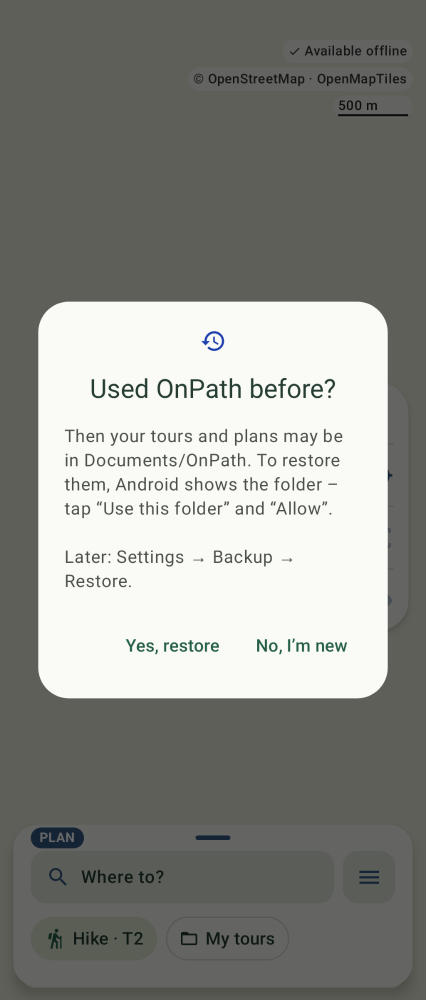 ✓ Available offline
© OpenStreetMap · OpenMapTiles
500 m
Used OnPath before?
Then your tours and plans may be
in Documents/OnPath. To restore
them, Android shows the folder –
tap “Use this folder” and “Allow”.
Later: Settings → Backup →
Restore.
Yes, restore
No, I’m new
PLAN
Where to?
Hike · T2
My tours